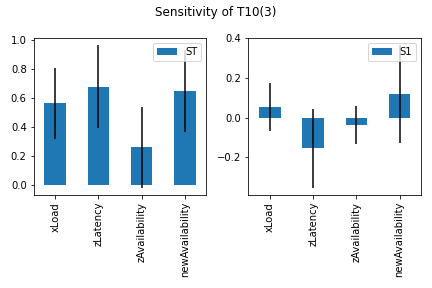 Sensitivity of T10(3)
1.0
0.8
0.6
0.4
0.2
0.0
ST
xLoad
zLatency
zAvailability
newAvailability
0.4
0.2
0.0
−0.2
S1
xLoad
zLatency
zAvailability
newAvailability